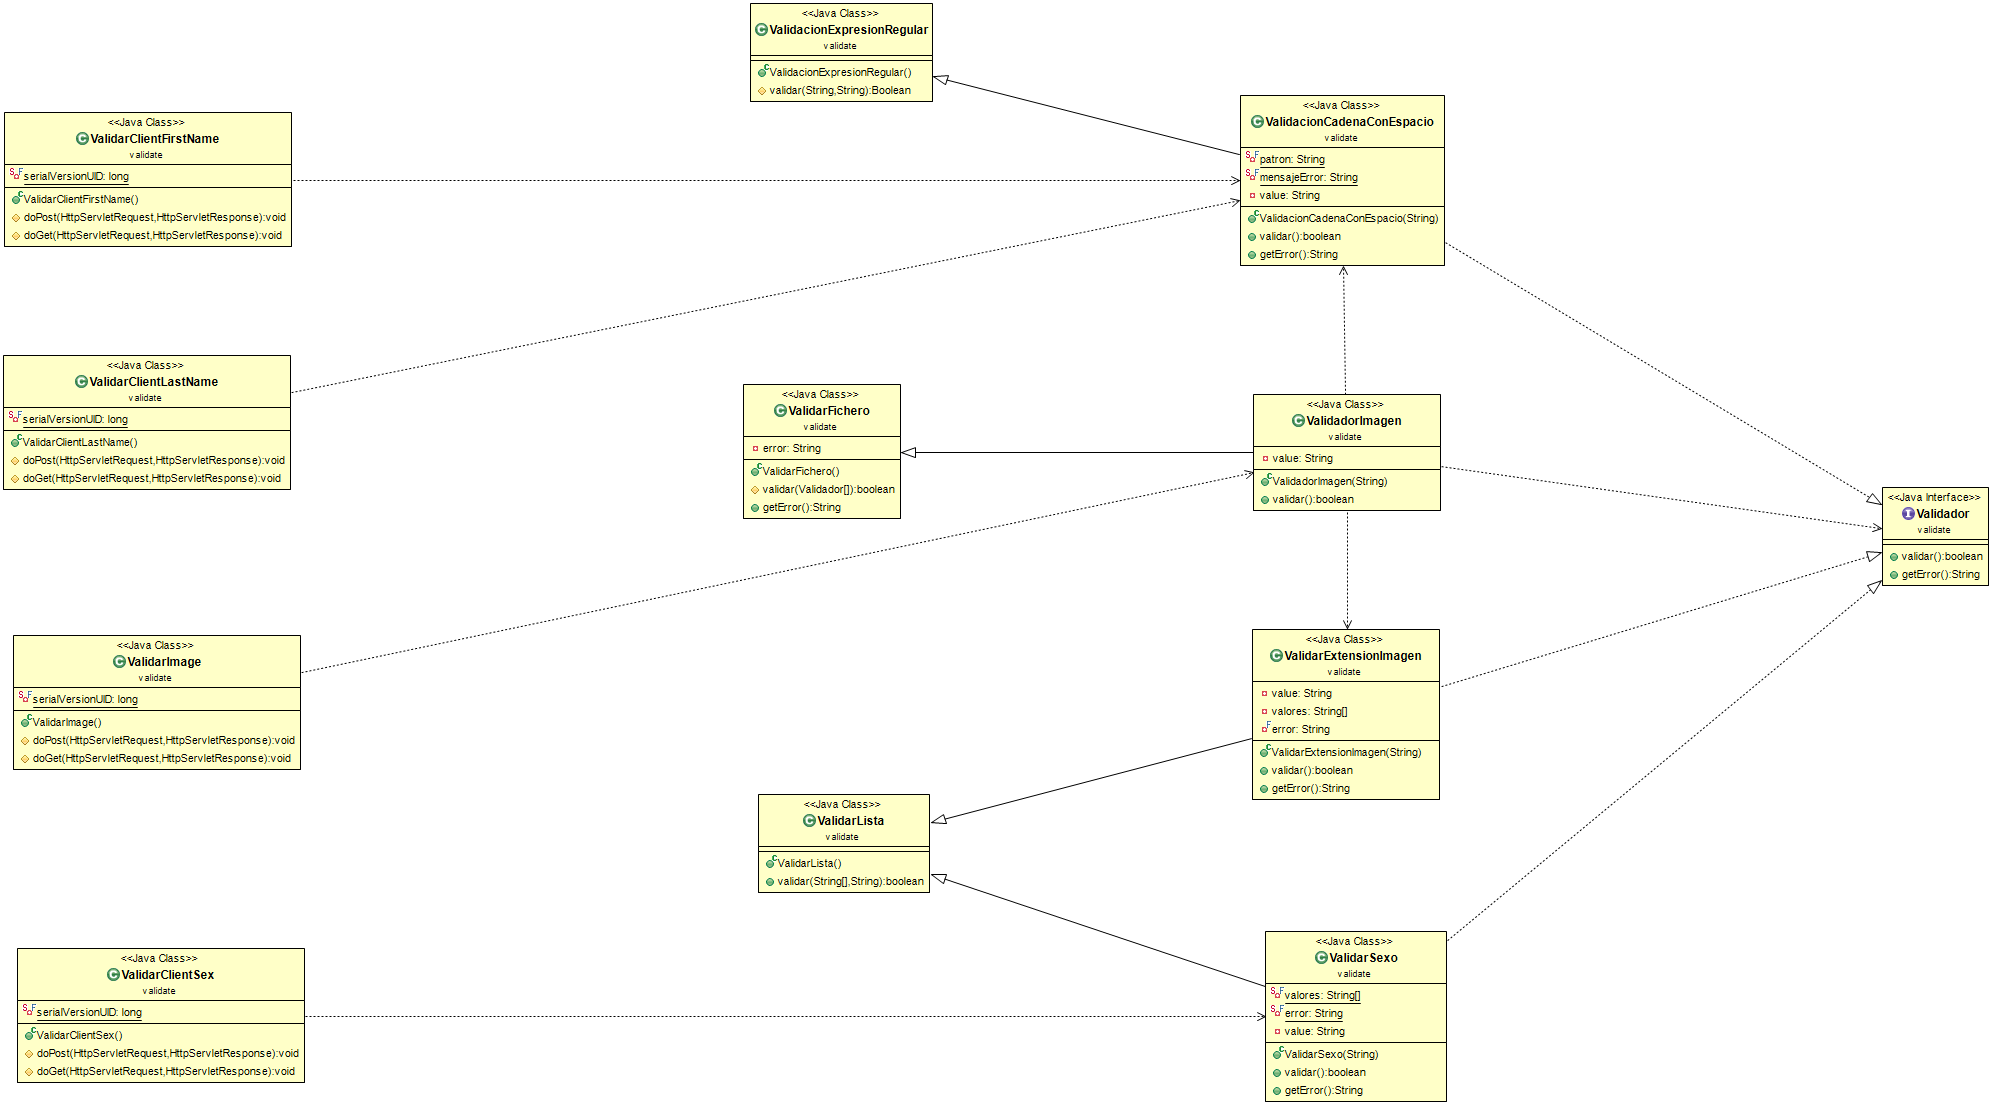 <<Java Class>>
ValidacionExpresionRegular
validate
ValidacionExpresionRegular()
validar(String,String):Boolean
<<Java Class>>
ValidacionCadenaConEspacio
validate
patron: String
mensajeError: String
value: String
ValidacionCadenaConEspacio(String)
validar():boolean
getError():String
<<Java Class>>
ValidarClientFirstName
validate
serialVersionUID: long
ValidarClientFirstName()
doPost(HttpServletRequest,HttpServletResponse):void
doGet(HttpServletRequest,HttpServletResponse):void
<<Java Class>>
ValidarClientLastName
validate
serialVersionUID: long
ValidarClientLastName()
doPost(HttpServletRequest,HttpServletResponse):void
doGet(HttpServletRequest,HttpServletResponse):void
<<Java Class>>
ValidarFichero
validate
error: String
ValidarFichero()
validar(Validador[]):boolean
getError():String
<<Java Class>>
ValidadorImagen
validate
value: String
ValidadorImagen(String)
validar():boolean
<<Java Interface>>
Validador
validate
validar():boolean
getError():String
<<Java Class>>
ValidarImage
validate
serialVersionUID: long
ValidarImage()
doPost(HttpServletRequest,HttpServletResponse):void
doGet(HttpServletRequest,HttpServletResponse):void
<<Java Class>>
ValidarExtensionImagen
validate
value: String
valores: String[]
error: String
ValidarExtensionImagen(String)
validar():boolean
getError():String
<<Java Class>>
ValidarLista
validate
ValidarLista()
validar(String[],String):boolean
<<Java Class>>
ValidarClientSex
validate
serialVersionUID: long
ValidarClientSex()
doPost(HttpServletRequest,HttpServletResponse):void
doGet(HttpServletRequest,HttpServletResponse):void
<<Java Class>>
ValidarSexo
validate
valores: String[]
error: String
value: String
ValidarSexo(String)
validar():boolean
getError():String